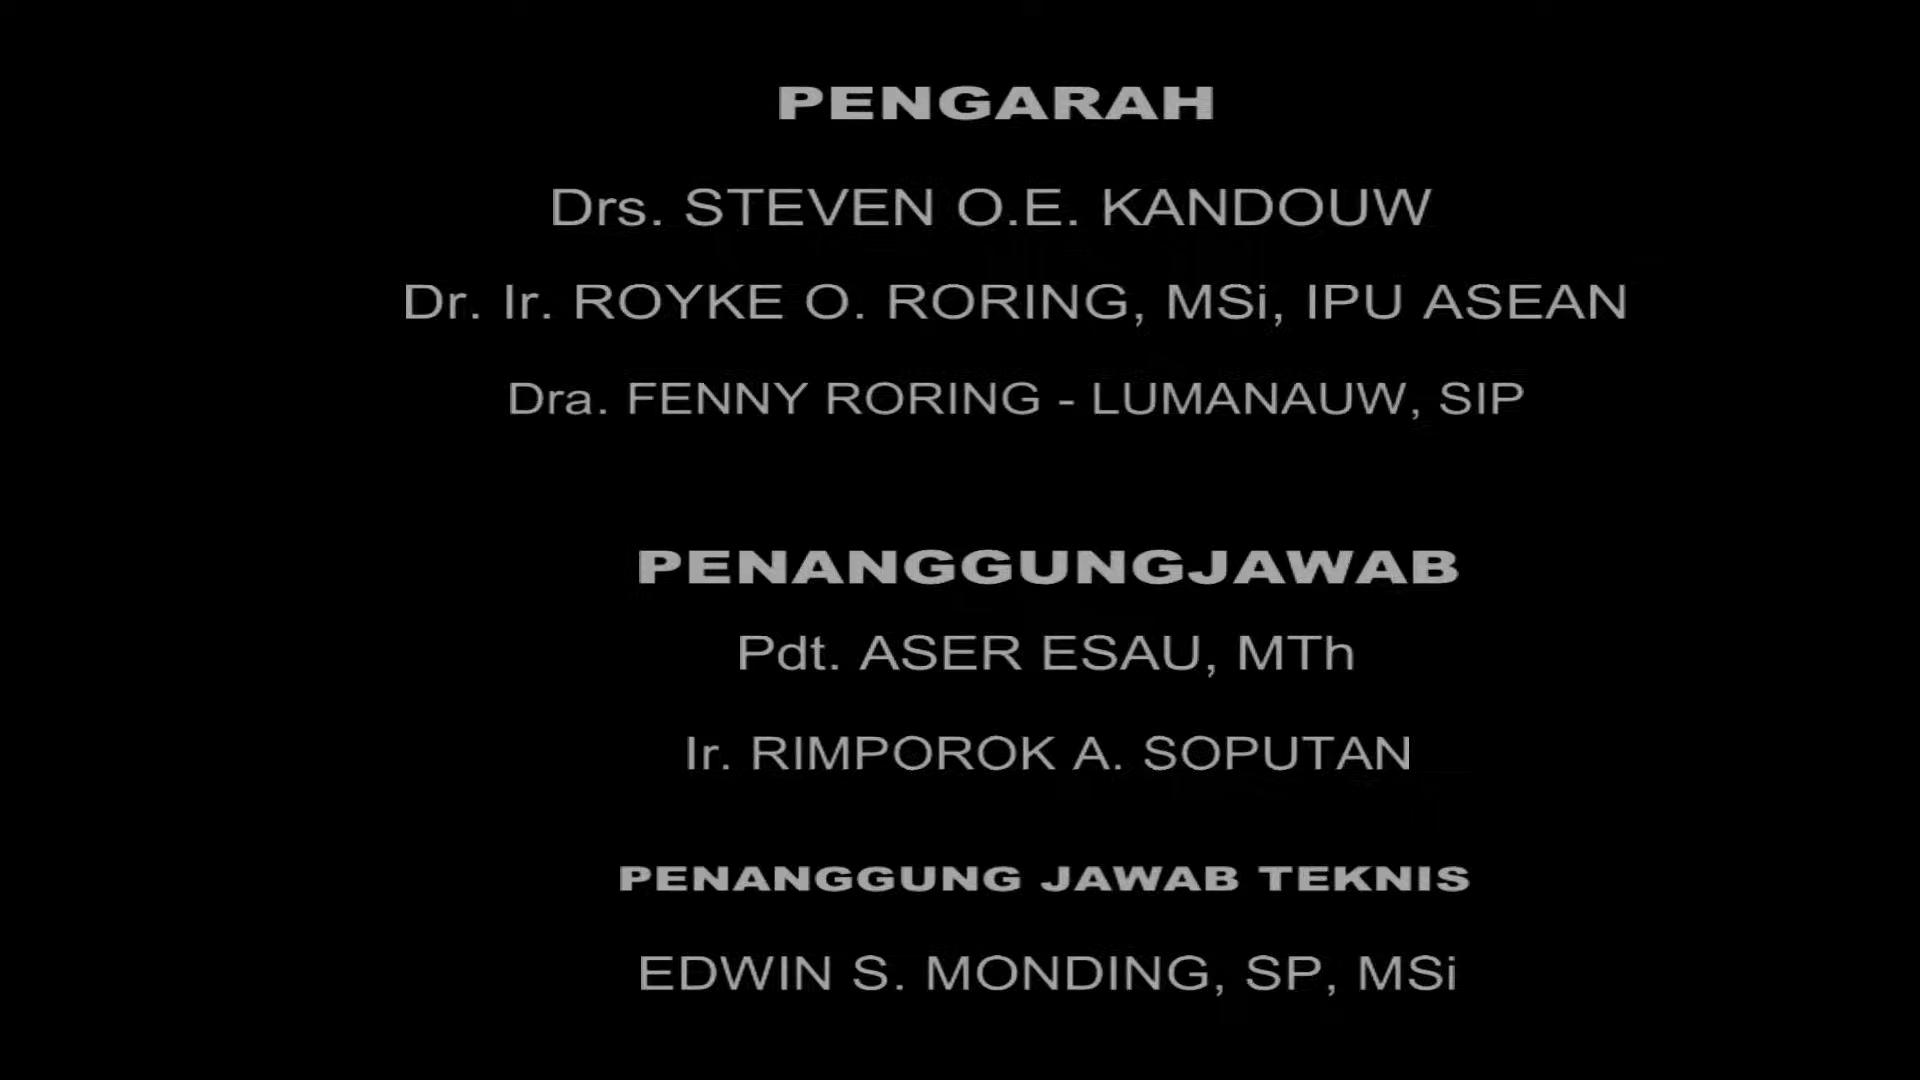 PENGARAH
Drs. STEVEN O.E. KANDOUW
Dr. Ir. ROYKE O. RORING, MSi, IPU ASEAN
Dra. FENNY RORING - LUMANAUW, SIP
PENANGGUNGJAWAB
Pdt. ASER ESAU, MTh
Ir. RIMPOROK A. SOPUTAN
PENANGGUNG JAWAB TEKNIS
EDWIN S. MONDING, SP, MSi